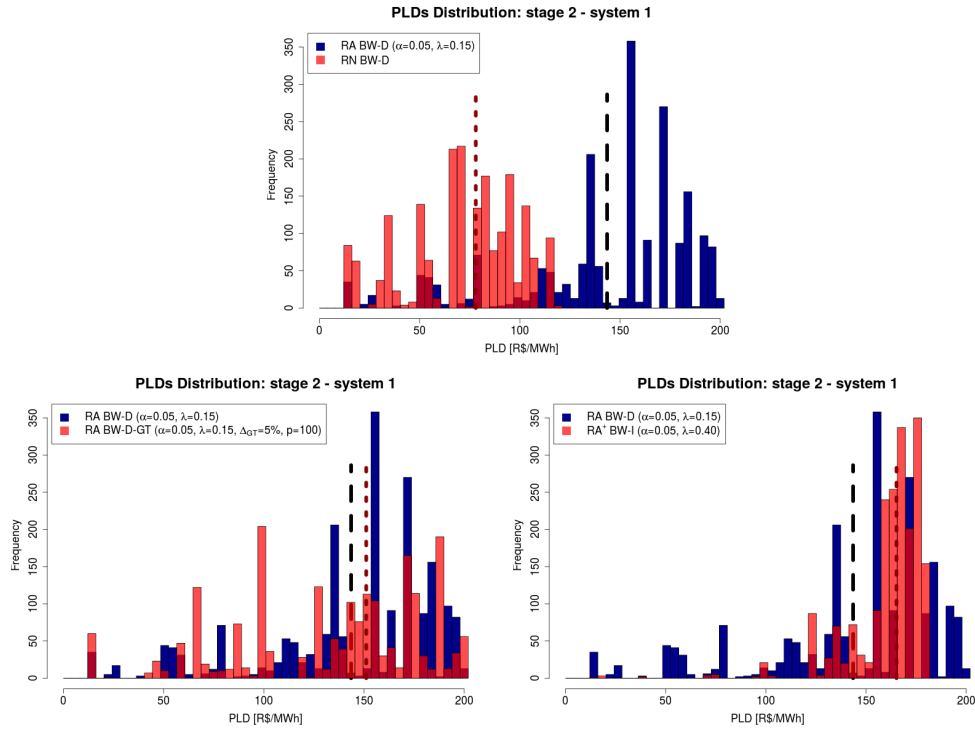 PLDs Distribution: stage 2 - system 1
RA BW-D (α=0.05, λ=0.15)
RN BW-D
Frequency
0
50
100
150
200
250
300
350
0
50
100
150
200
PLD [R$/MWh]
PLDs Distribution: stage 2 - system 1
RA BW-D (α=0.05, λ=0.15)
RA BW-D-GT (α=0.05, λ=0.15, Δ_GT=5%, p=100)
Frequency
0
50
100
150
200
250
300
350
0
50
100
150
200
PLD [R$/MWh]
PLDs Distribution: stage 2 - system 1
RA BW-D (α=0.05, λ=0.15)
RA⁺ BW-I (α=0.05, λ=0.40)
Frequency
0
50
100
150
200
250
300
350
0
50
100
150
200
PLD [R$/MWh]